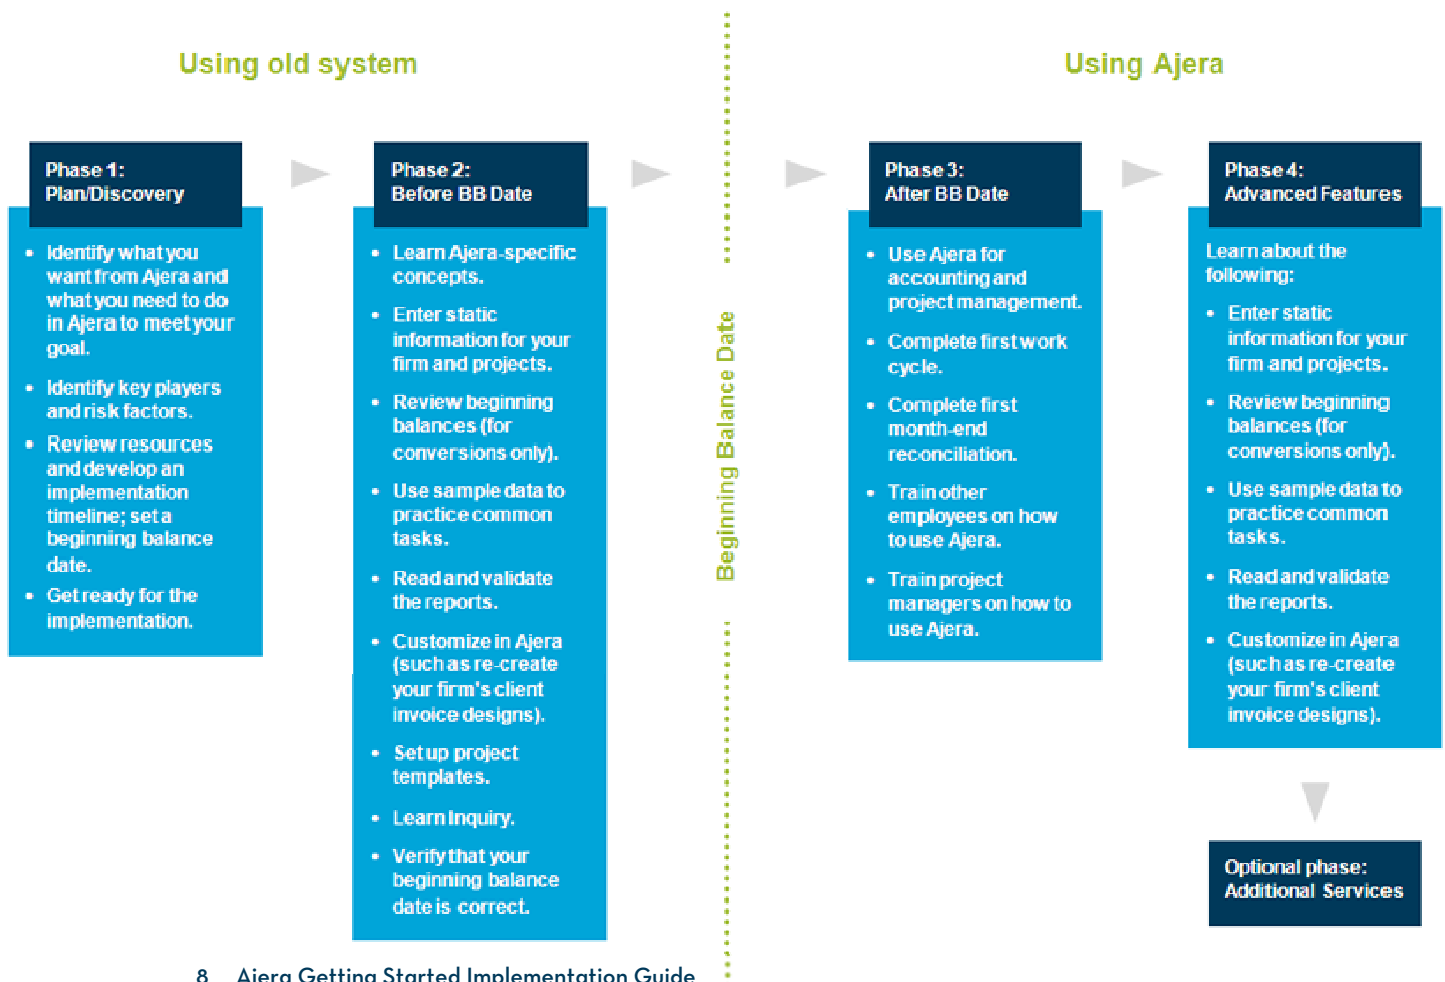 Using old system
Using Ajera
Phase 1:
Plan/Discovery
• Identify what you
want from Ajera and
what you need to do
in Ajera to meet your
goal.
• Identify key players
and risk factors.
• Review resources
and develop an
implementation
timeline; set a
beginning balance
date.
• Get ready for the
implementation.
Phase 2:
Before BB Date
• Learn Ajera-specific
concepts.
• Enter static
information for your
firm and projects.
• Review beginning
balances (for
conversions only).
• Use sample data to
practice common
tasks.
• Read and validate
the reports.
• Customize in Ajera
(such as re-create
your firm's client
invoice designs).
• Set up project
templates.
• Learn Inquiry.
• Verify that your
beginning balance
date is correct.
Beginning Balance Date
Phase 3:
After BB Date
• Use Ajera for
accounting and
project management.
• Complete first work
cycle.
• Complete first
month-end
reconciliation.
• Train other
employees on how
to use Ajera.
• Train project
managers on how to
use Ajera.
Phase 4:
Advanced Features
Learn about the
following:
• Enter static
information for your
firm and projects.
• Review beginning
balances (for
conversions only).
• Use sample data to
practice common
tasks.
• Read and validate
the reports.
• Customize in Ajera
(such as re-create
your firm's client
invoice designs).
Optional phase:
Additional Services
8 Ajera Getting Started Implementation Guide